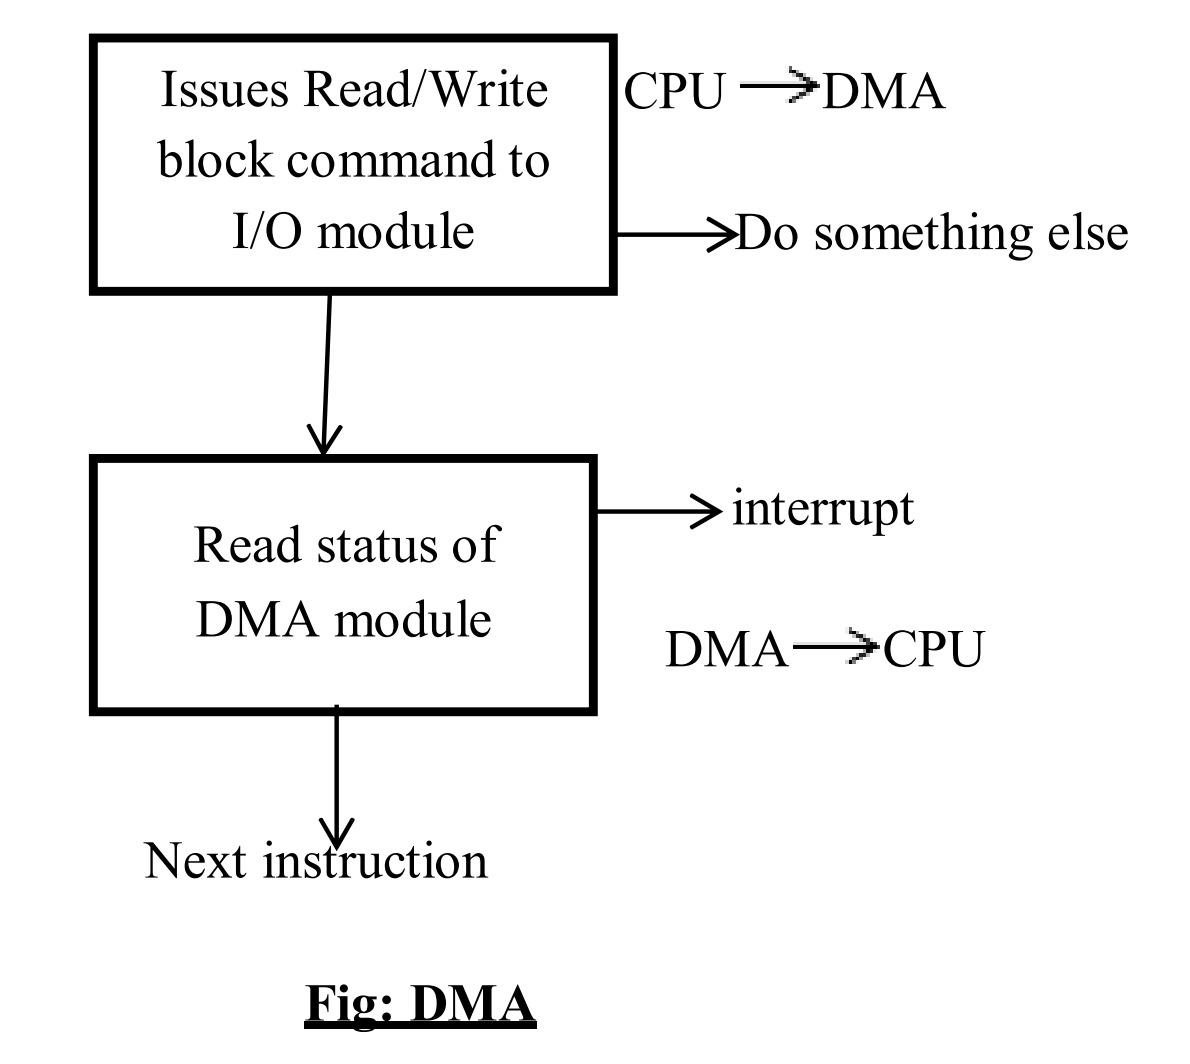 Issues Read/Write
block command to
I/O module
CPU → DMA
Do something else
Read status of
DMA module
interrupt
DMA → CPU
Next instruction
Fig: DMA